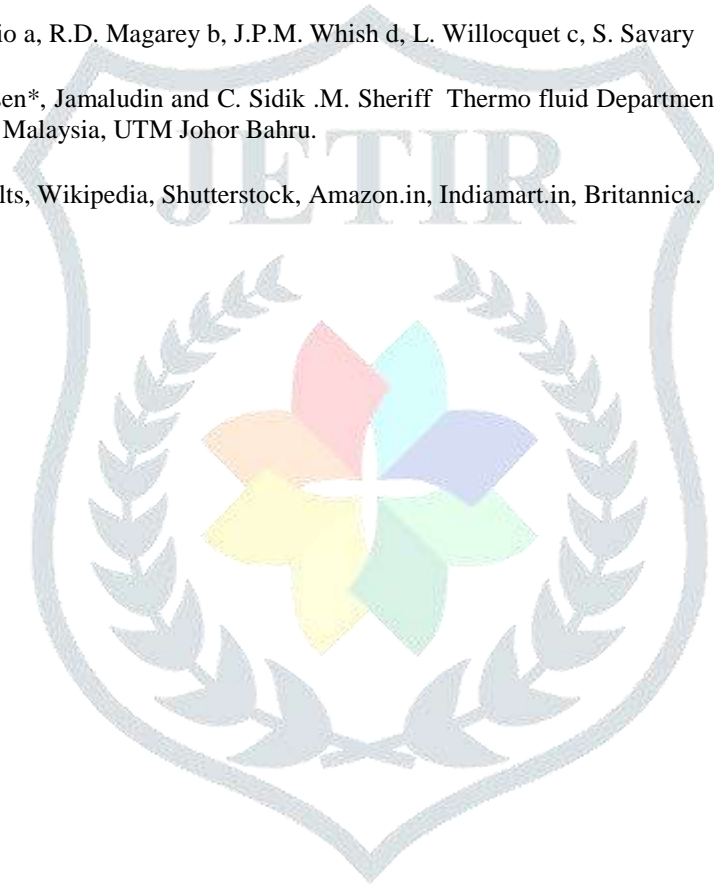 io a, R.D. Magarey b, J.P.M. Whish d, L. Willocquet c, S. Savary
en*, Jamaludin and C. Sidik .M. Sheriff Thermo fluid Departmen
Malaysia, UTM Johor Bahru.
lts, Wikipedia, Shutterstock, Amazon.in, Indiamart.in, Britannica.
JETIR